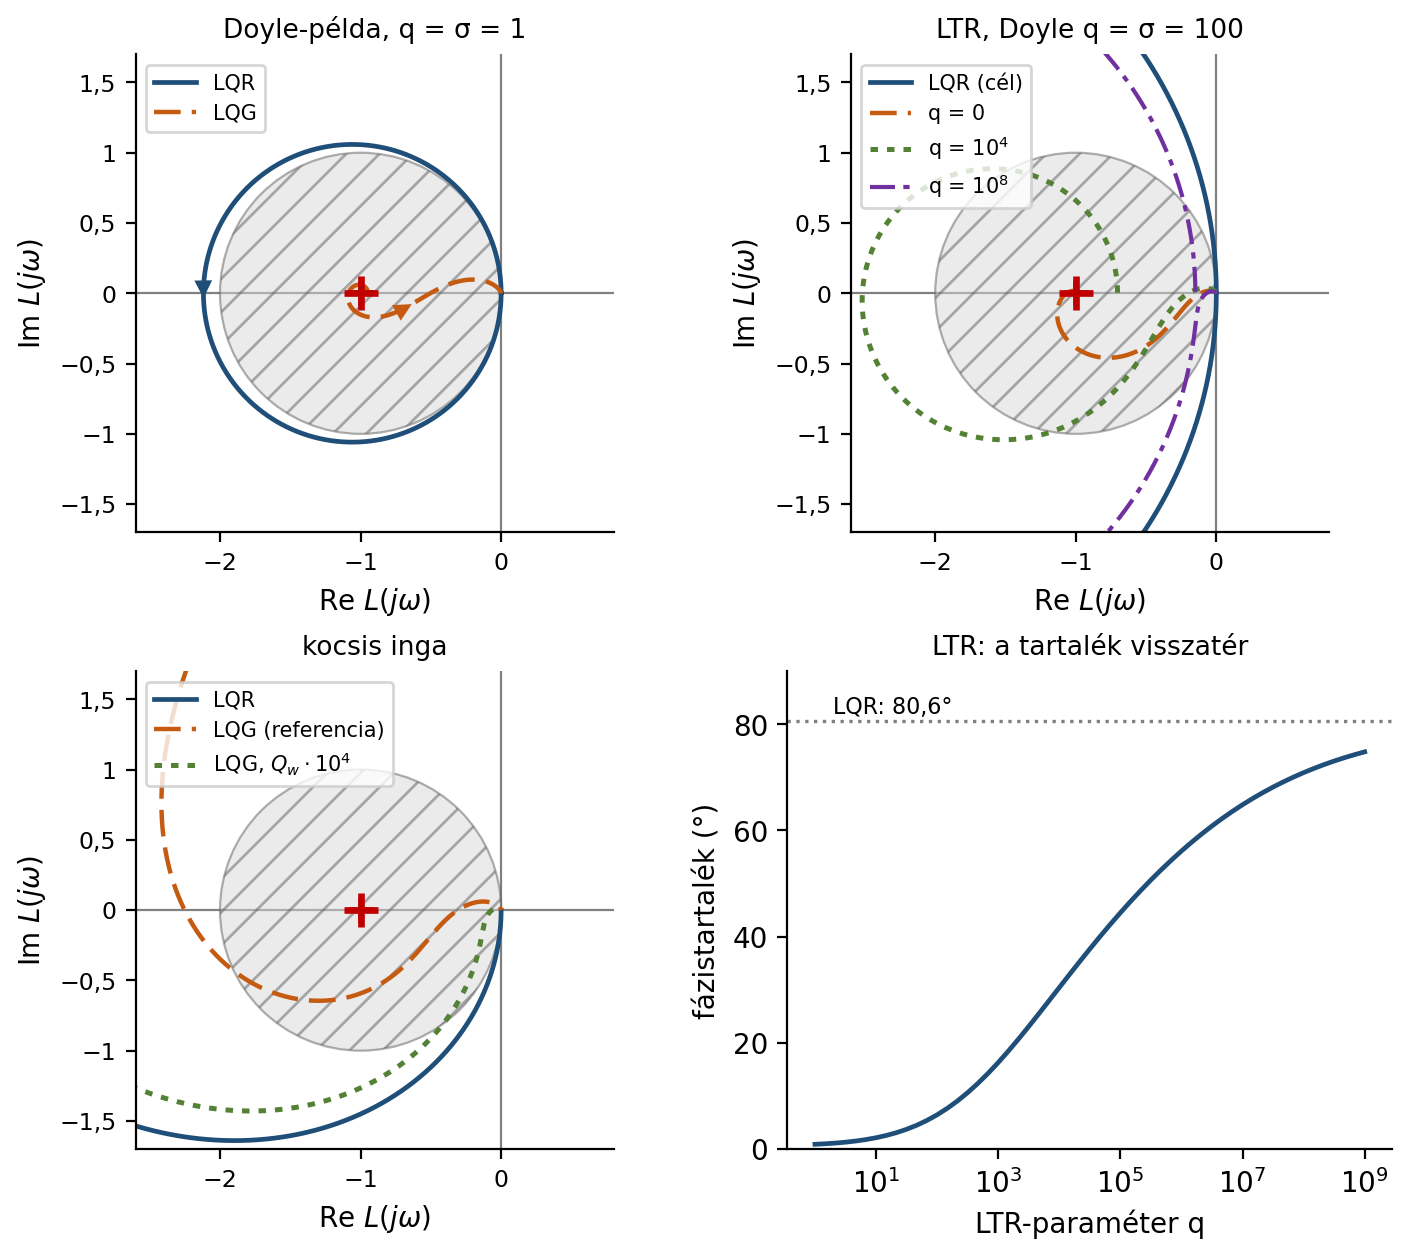 Doyle-példa, q = σ = 1
LQR
LQG
1,5
1
0,5
0
−0,5
−1
−1,5
Im L(jω)
−2
−1
0
Re L(jω)
LTR, Doyle q = σ = 100
LQR (cél)
q = 0
q = 10⁴
q = 10⁸
1,5
1
0,5
0
−0,5
−1
−1,5
Im L(jω)
−2
−1
0
Re L(jω)
kocsis inga
LQR
LQG (referencia)
LQG, Q_w · 10⁴
1,5
1
0,5
0
−0,5
−1
−1,5
Im L(jω)
−2
−1
0
Re L(jω)
LTR: a tartalék visszatér
LQR: 80,6°
80
60
40
20
0
fázistartalék (°)
10¹
10³
10⁵
10⁷
10⁹
LTR-paraméter q